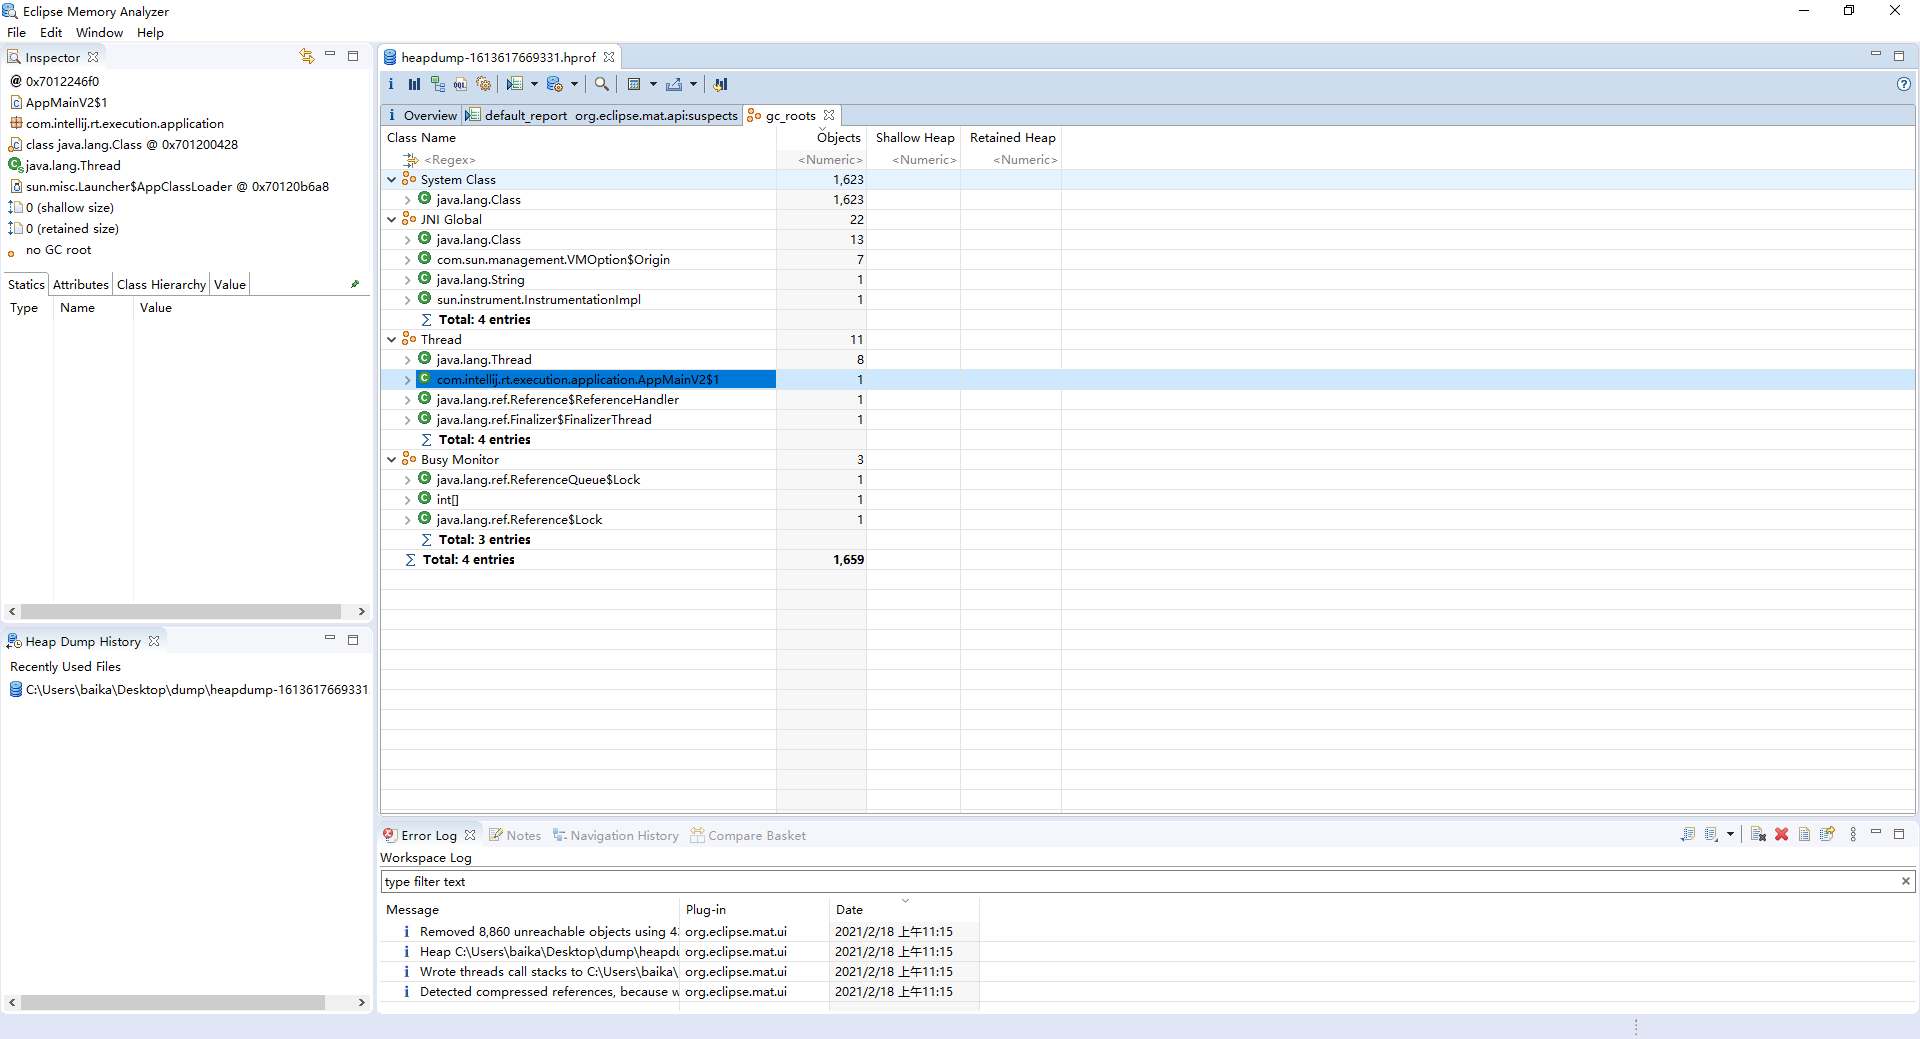 Eclipse Memory Analyzer
File Edit Window Help
Inspector
@ 0x7012246f0
AppMainV2$1
com.intellij.rt.execution.application
class java.lang.Class @ 0x701200428
java.lang.Thread
sun.misc.Launcher$AppClassLoader @ 0x70120b6a8
0 (shallow size)
0 (retained size)
no GC root
Statics Attributes Class Hierarchy Value
Type Name Value
Heap Dump History
Recently Used Files
C:\Users\baika\Desktop\dump\heapdump-1613617669331
heapdump-1613617669331.hprof
i OQL
i Overview default_report org.eclipse.mat.api:suspects gc_roots
Class Name Objects Shallow Heap Retained Heap
<Regex> <Numeric> <Numeric> <Numeric>
System Class 1,623
java.lang.Class 1,623
JNI Global 22
java.lang.Class 13
com.sun.management.VMOption$Origin 7
java.lang.String 1
sun.instrument.InstrumentationImpl 1
∑ Total: 4 entries
Thread 11
java.lang.Thread 8
com.intellij.rt.execution.application.AppMainV2$1 1
java.lang.ref.Reference$ReferenceHandler 1
java.lang.ref.Finalizer$FinalizerThread 1
∑ Total: 4 entries
Busy Monitor 3
java.lang.ref.ReferenceQueue$Lock 1
int[] 1
java.lang.ref.Reference$Lock 1
∑ Total: 3 entries
∑ Total: 4 entries 1,659
Error Log Notes Navigation History Compare Basket
Workspace Log
type filter text
Message Plug-in Date
Removed 8,860 unreachable objects using 4 org.eclipse.mat.ui 2021/2/18 上午11:15
Heap C:\Users\baika\Desktop\dump\heapdu org.eclipse.mat.ui 2021/2/18 上午11:15
Wrote threads call stacks to C:\Users\baika\ org.eclipse.mat.ui 2021/2/18 上午11:15
Detected compressed references, because w org.eclipse.mat.ui 2021/2/18 上午11:15